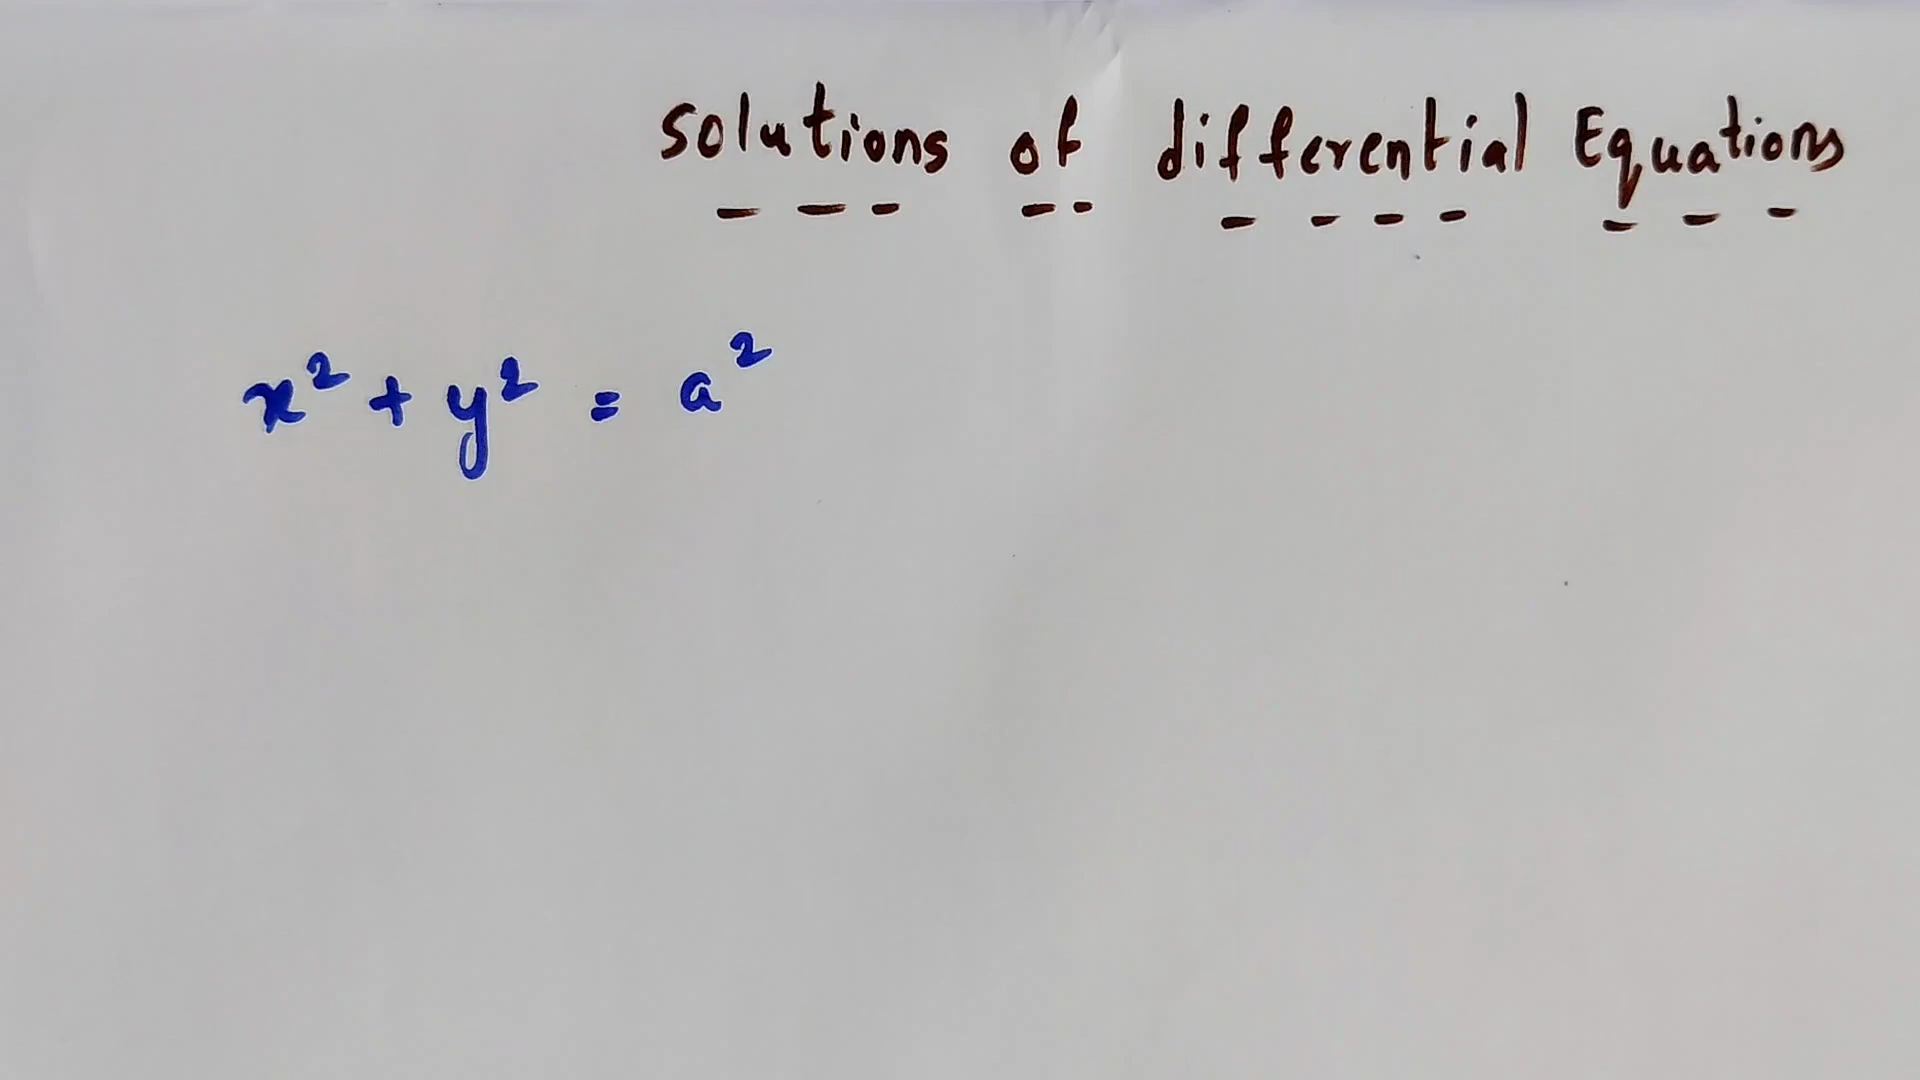 Solutions of differential Equations
x² + y² = a²